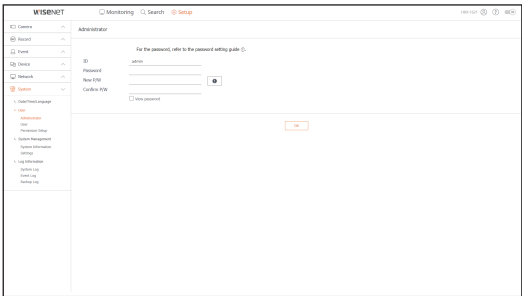 WISENET
Monitoring Search Setup
Camera
Record
Event
Device
Network
System
Date/Time/Language
User
Administrator
User
Permission Setup
System Management
System Information
Settings
Log Information
System Log
Event Log
Backup Log
Administrator
For the password, refer to the password setting guide
ID admin
Password
New P/W
Confirm P/W
View password
OK